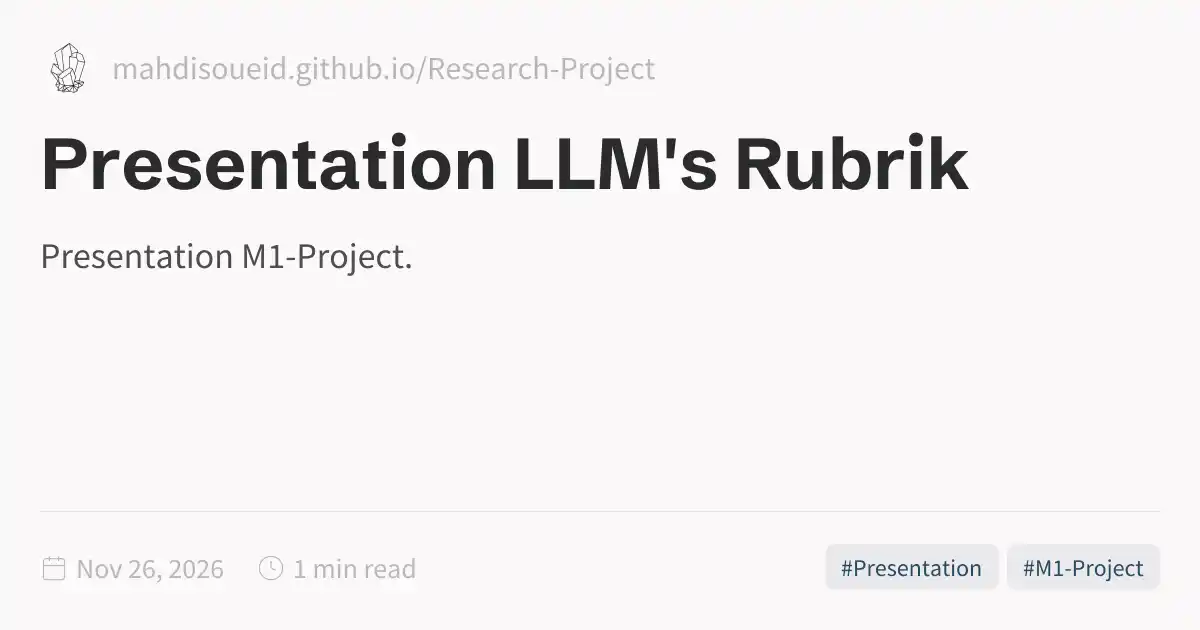 mahdisoueid.github.io/Research-Project
Presentation LLM's Rubrik
Presentation M1-Project.
Nov 26, 2026 1 min read #Presentation #M1-Project